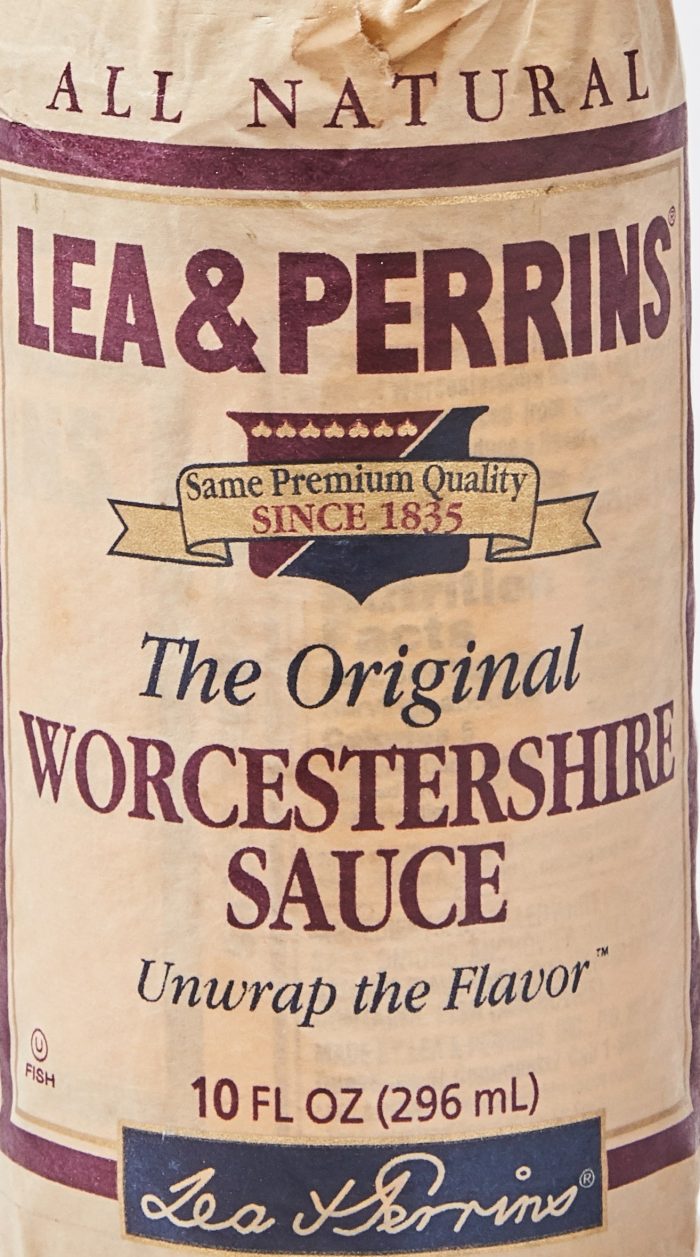 ALL NATURAL
LEA & PERRINS®
Same Premium Quality
SINCE 1835
The Original
WORCESTERSHIRE
SAUCE
Unwrap the Flavor™
Ⓤ
FISH
10 FL OZ (296 mL)
Lea & Perrins®